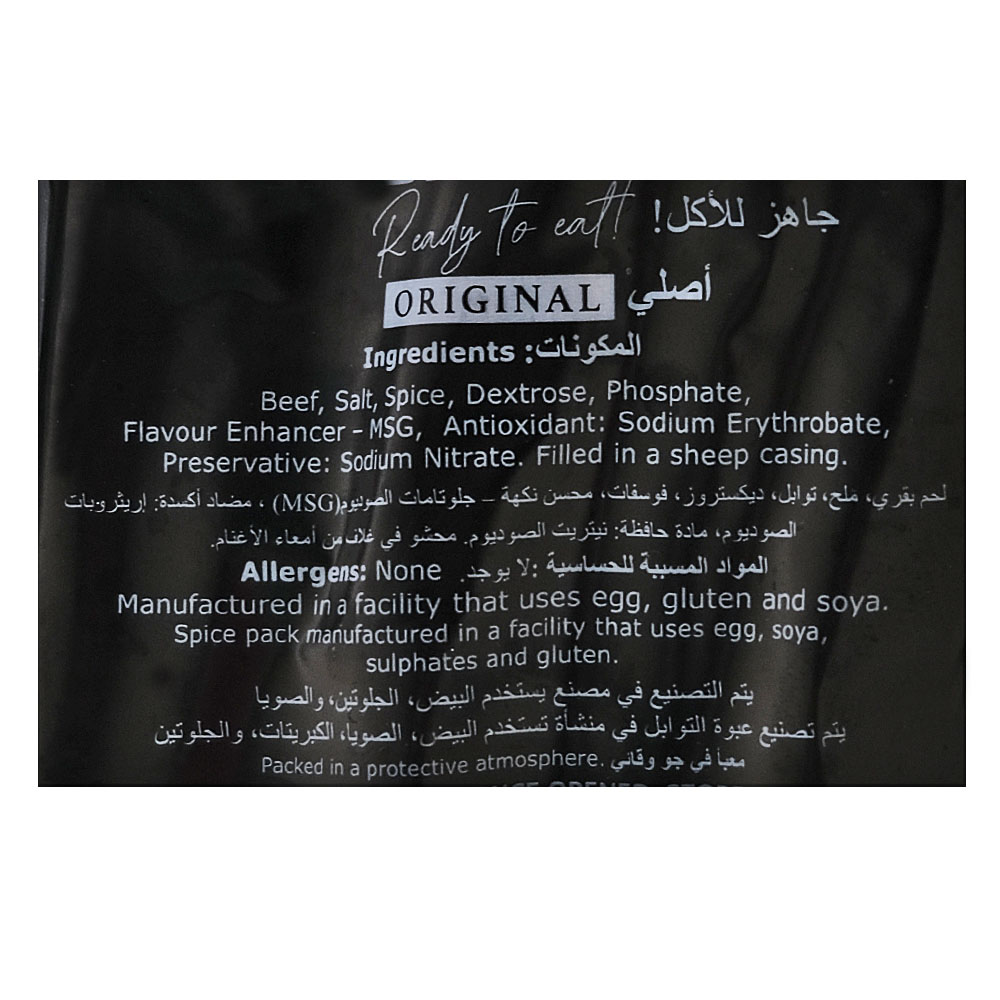 Ready to eat! جاهز للأكل!
ORIGINAL أصلي
Ingredients المكونات:
Beef, Salt, Spice, Dextrose, Phosphate,
Flavour Enhancer – MSG, Antioxidant: Sodium Erythrobate,
Preservative: Sodium Nitrate. Filled in a sheep casing.
لحم بقري، ملح، توابل، ديكستروز، فوسفات، محسن نكهة – جلوتامات الصوديوم(MSG) ، مضاد أكسدة: إريثروبات
الصوديوم، مادة حافظة: نيتريت الصوديوم. محشو في غلاف من أمعاء الأغنام.
Allergens: None المواد المسببة للحساسية :لا يوجد.
Manufactured in a facility that uses egg, gluten and soya.
Spice pack manufactured in a facility that uses egg, soya,
sulphates and gluten.
يتم التصنيع في مصنع يستخدم البيض، الجلوتين، والصويا
يتم تصنيع عبوة التوابل في منشأة تستخدم البيض، الصويا، الكبريتات، والجلوتين
Packed in a protective atmosphere. معبأ في جو وقائي